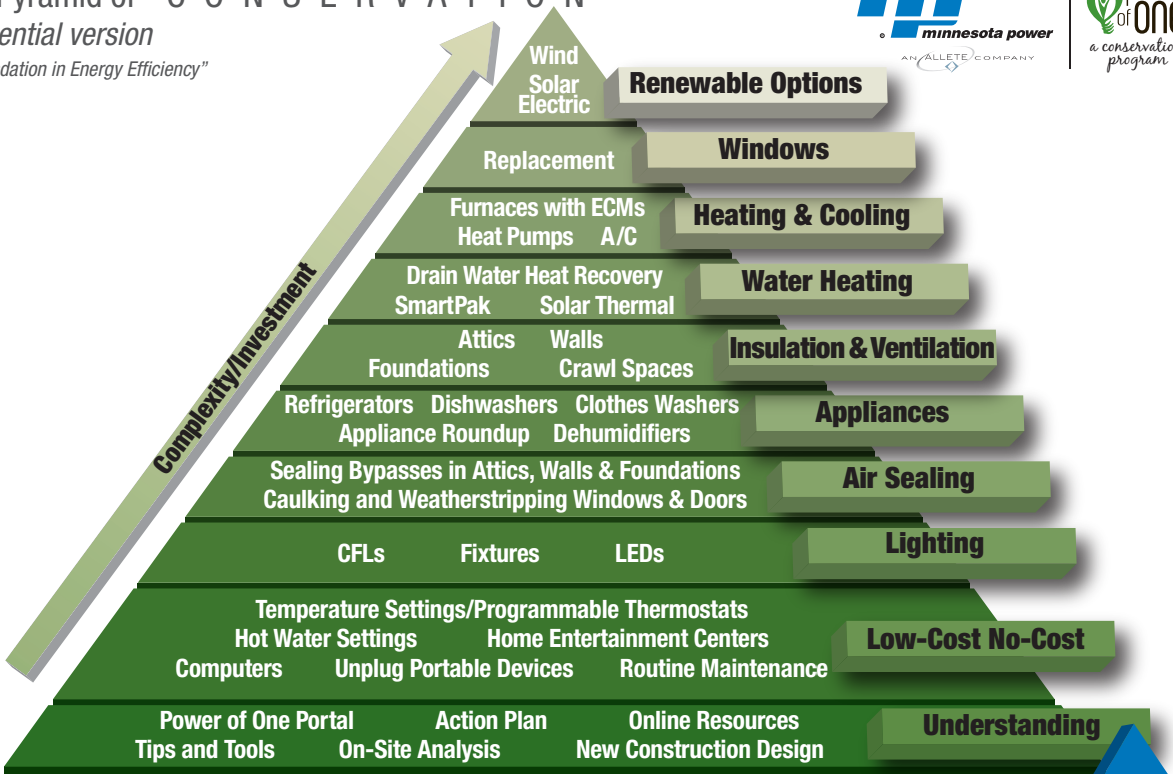 Pyramid of C O N S E R V A T I O N
ential version
dation in Energy Efficiency”
minnesota power
AN ALLETE COMPANY
of one
a conservation
program
Complexity/Investment
Wind
Solar
Electric
Renewable Options
Replacement
Windows
Furnaces with ECMs
Heat Pumps A/C
Heating & Cooling
Drain Water Heat Recovery
SmartPak Solar Thermal
Water Heating
Attics Walls
Foundations Crawl Spaces
Insulation & Ventilation
Refrigerators Dishwashers Clothes Washers
Appliance Roundup Dehumidifiers
Appliances
Sealing Bypasses in Attics, Walls & Foundations
Caulking and Weatherstripping Windows & Doors
Air Sealing
CFLs Fixtures LEDs
Lighting
Temperature Settings/Programmable Thermostats
Hot Water Settings Home Entertainment Centers
Computers Unplug Portable Devices Routine Maintenance
Low-Cost No-Cost
Power of One Portal Action Plan Online Resources
Tips and Tools On-Site Analysis New Construction Design
Understanding